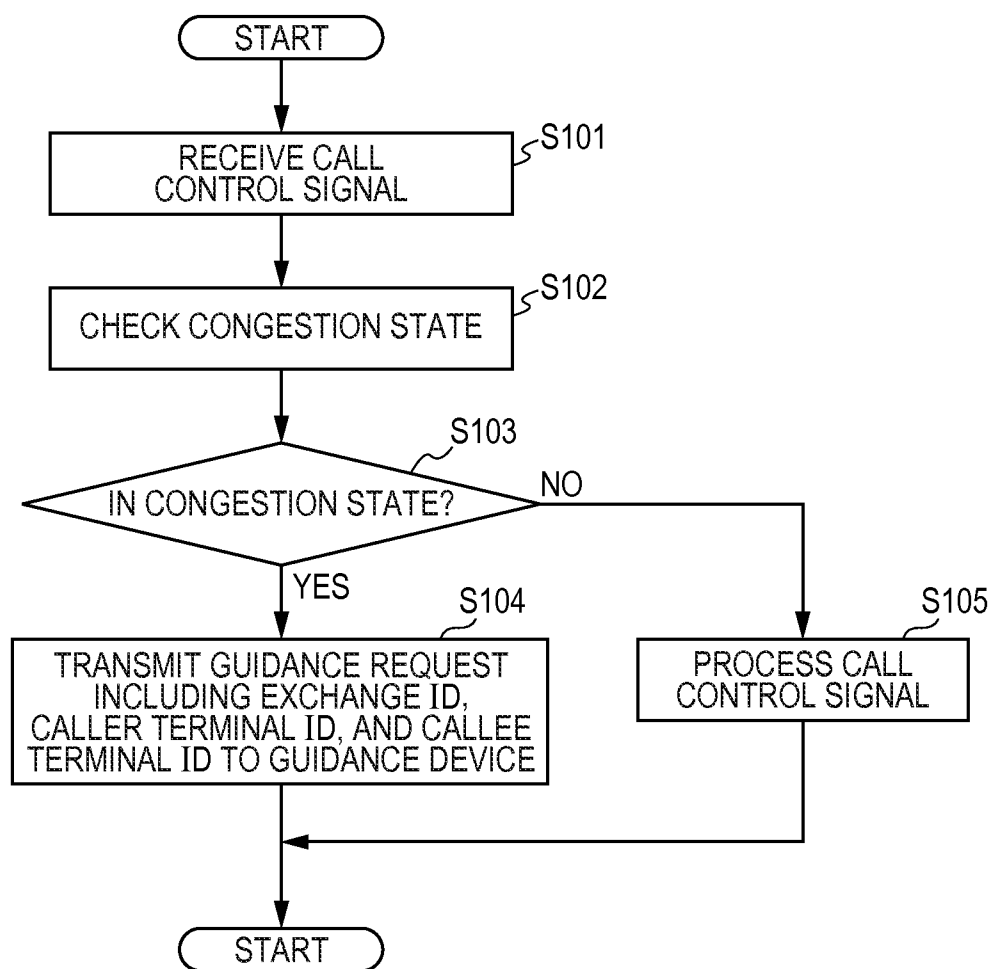 START
S101
RECEIVE CALL
CONTROL SIGNAL
S102
CHECK CONGESTION STATE
S103
IN CONGESTION STATE?
NO
YES
S104
TRANSMIT GUIDANCE REQUEST
INCLUDING EXCHANGE ID,
CALLER TERMINAL ID, AND CALLEE
TERMINAL ID TO GUIDANCE DEVICE
S105
PROCESS CALL
CONTROL SIGNAL
START